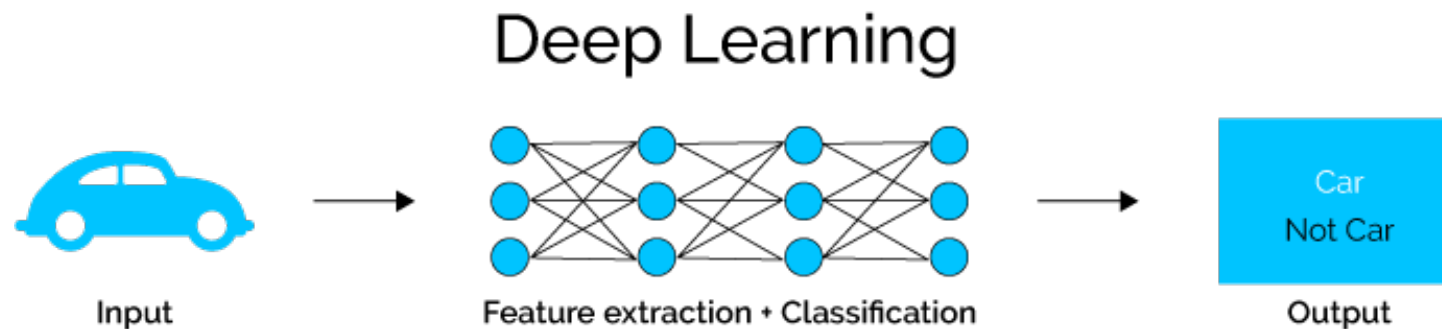 Deep Learning
Car
Not Car
Input
Feature extraction + Classification
Output